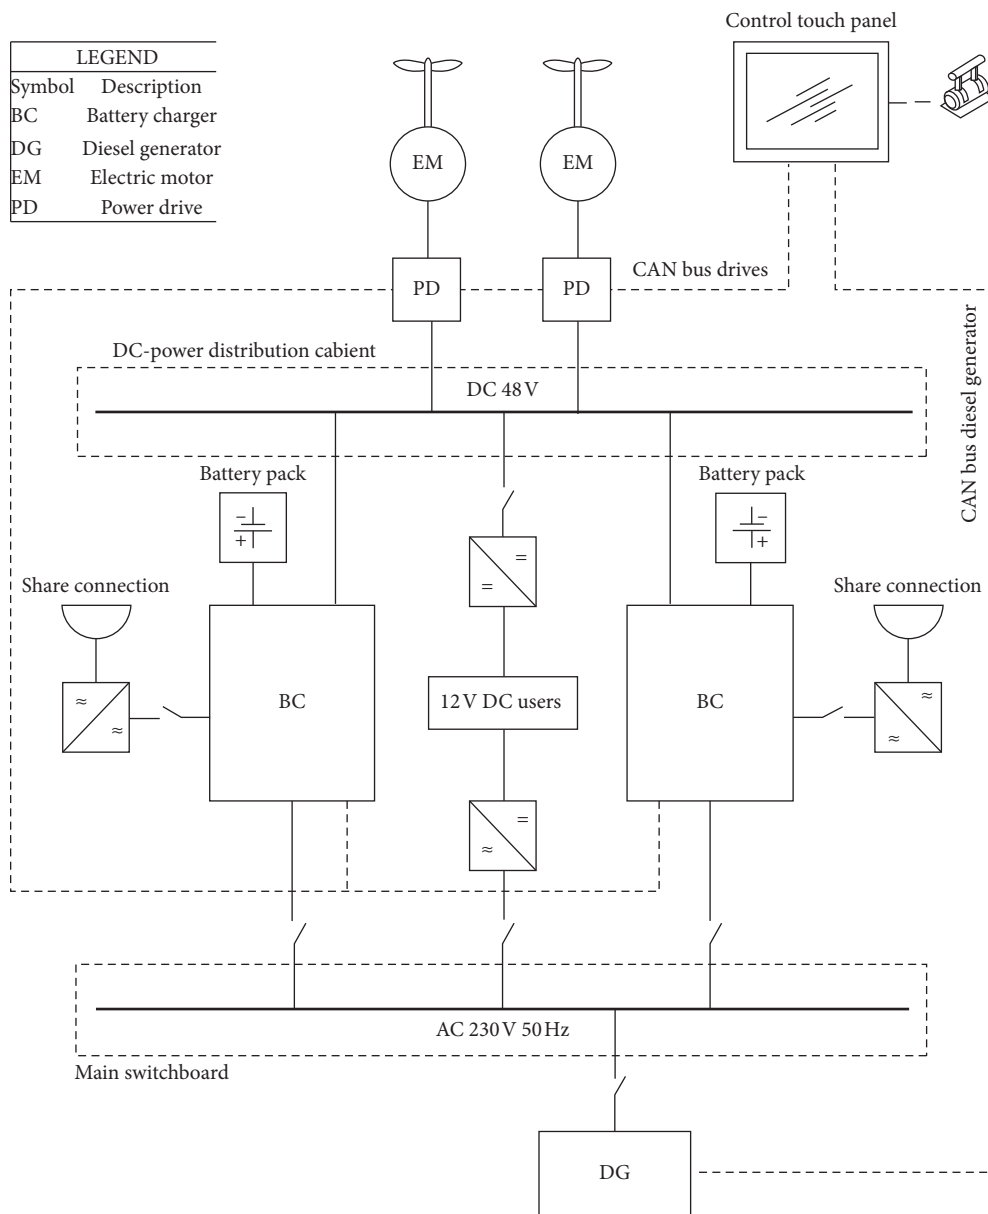 LEGEND
Symbol Description
BC Battery charger
DG Diesel generator
EM Electric motor
PD Power drive
Control touch panel
EM
EM
PD
PD
CAN bus drives
CAN bus diesel generator
DC-power distribution cabient
DC 48 V
Battery pack
- +
Battery pack
- +
Share connection
Share connection
= =
≈ ≈
BC
12 V DC users
BC
≈ ≈
= ≈
AC 230 V 50 Hz
Main switchboard
DG